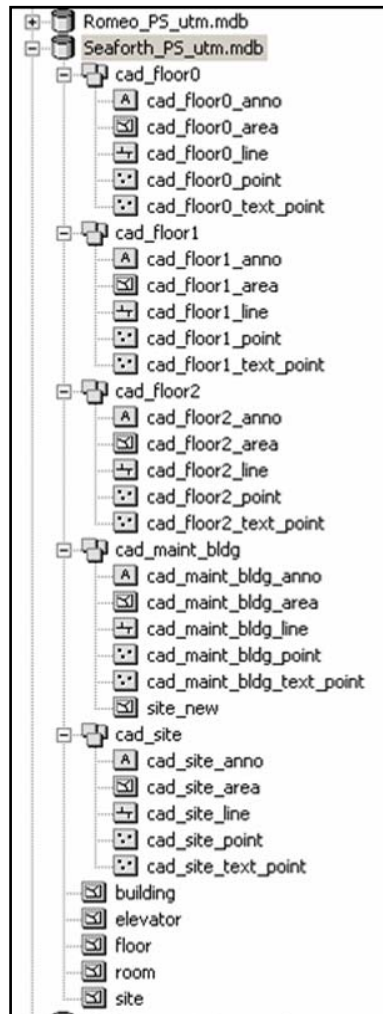 Romeo_PS_utm.mdb
Seaforth_PS_utm.mdb
cad_floor0
A cad_floor0_anno
cad_floor0_area
cad_floor0_line
cad_floor0_point
cad_floor0_text_point
cad_floor1
A cad_floor1_anno
cad_floor1_area
cad_floor1_line
cad_floor1_point
cad_floor1_text_point
cad_floor2
A cad_floor2_anno
cad_floor2_area
cad_floor2_line
cad_floor2_point
cad_floor2_text_point
cad_maint_bldg
A cad_maint_bldg_anno
cad_maint_bldg_area
cad_maint_bldg_line
cad_maint_bldg_point
cad_maint_bldg_text_point
site_new
cad_site
A cad_site_anno
cad_site_area
cad_site_line
cad_site_point
cad_site_text_point
building
elevator
floor
room
site